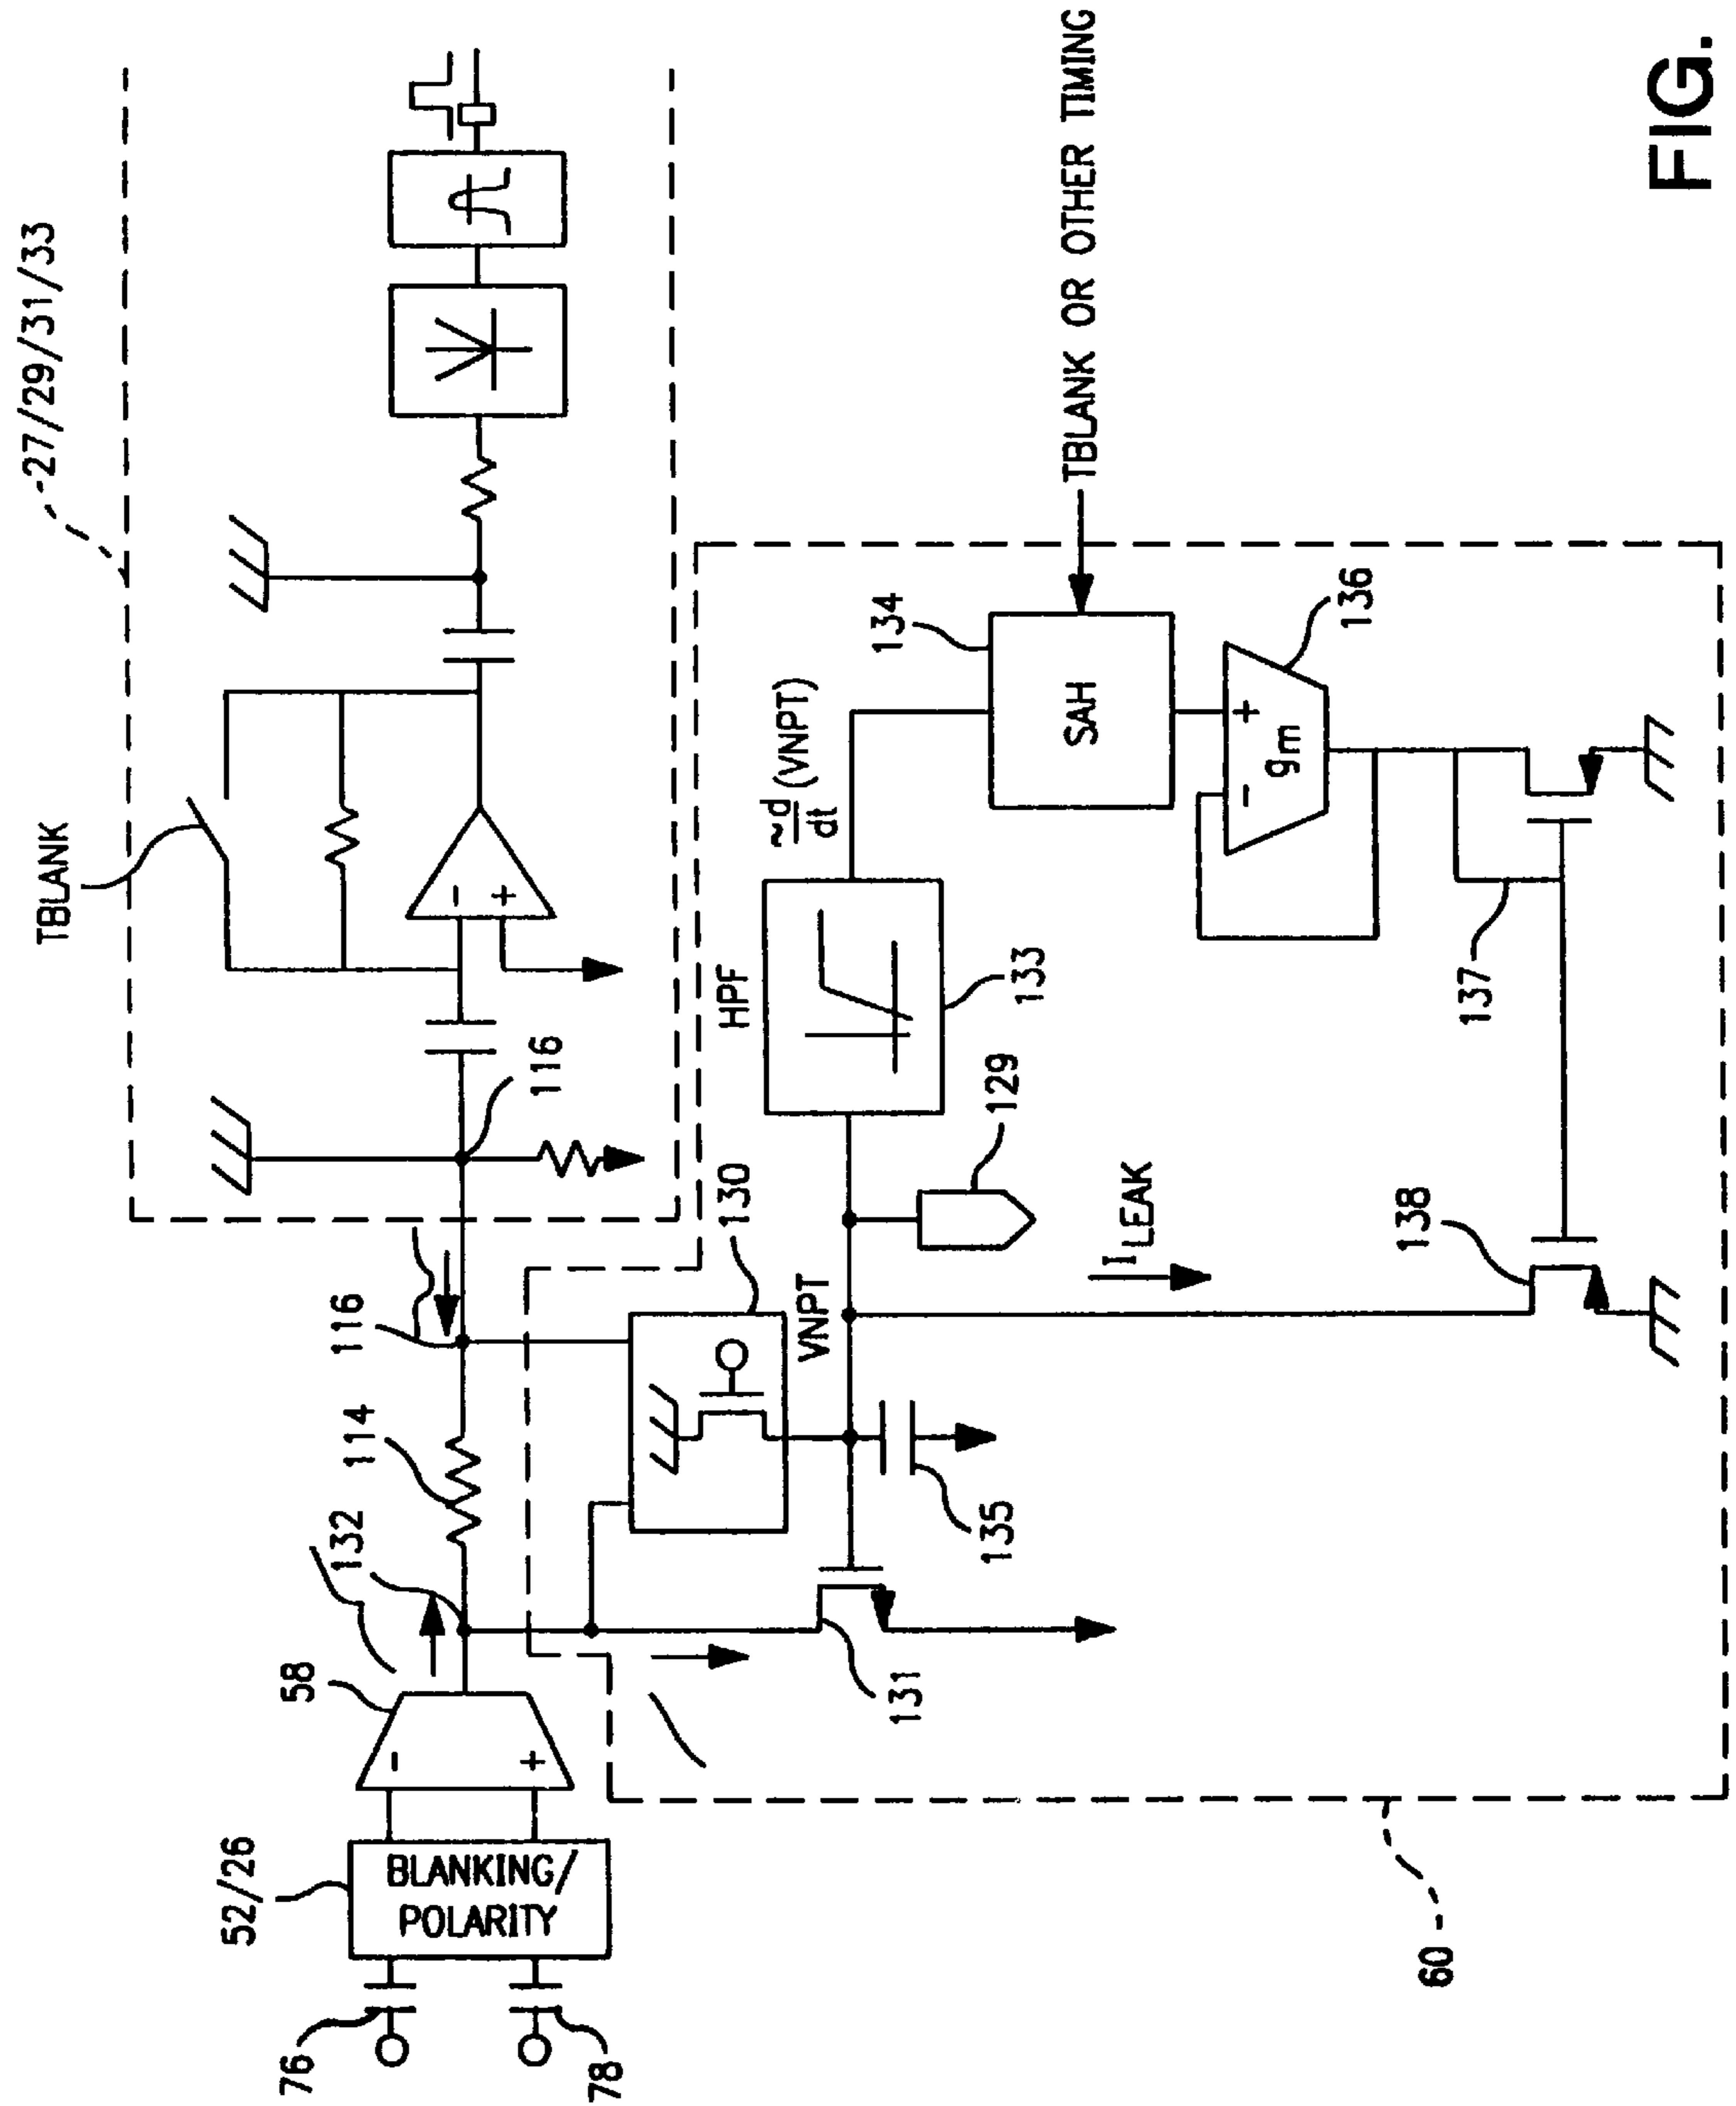 27/29/31/33
TBLANK
-
+
116
52/26
BLANKING/
POLARITY
76
78
58
-
+
132
114
116
130
VNPT
131
135
129
HPF
133
~d/dt (VNPT)
134
SAH
TBLANK OR OTHER TIMING
-
+
gm
136
137
138
ILEAK
60
FIG.